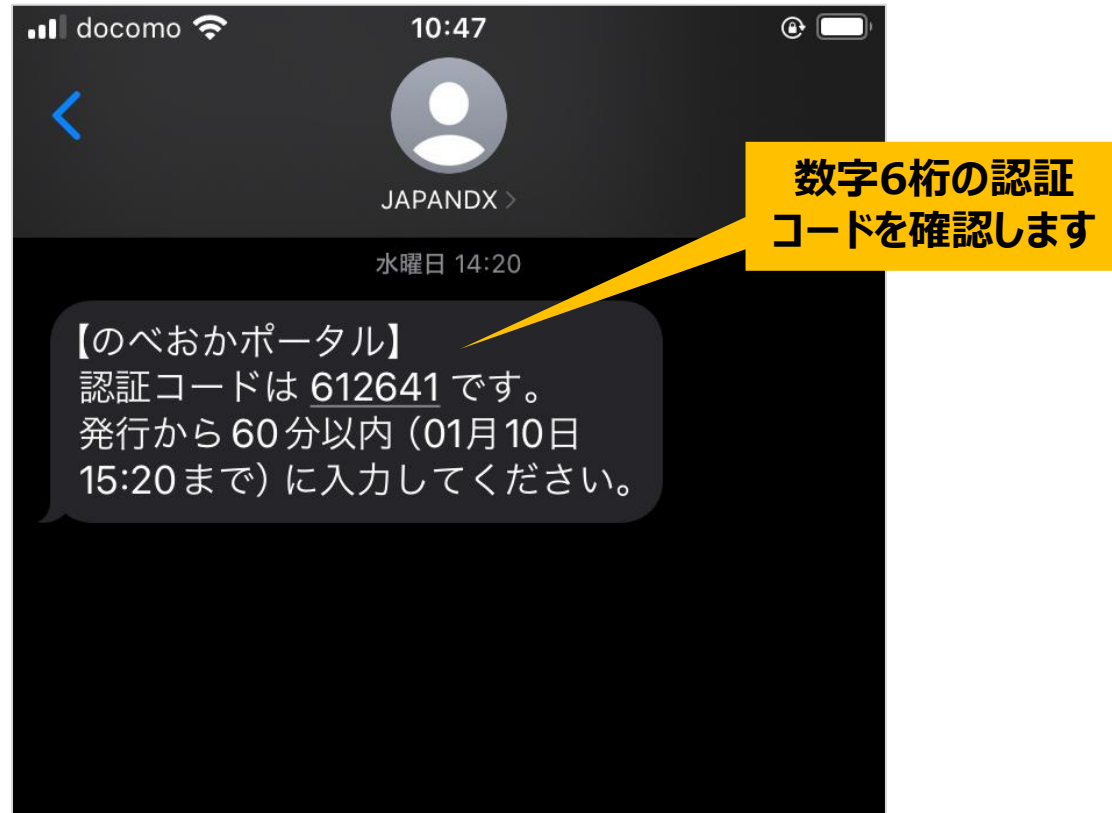 docomo
10:47
JAPANDX
水曜日 14:20
数字6桁の認証
コードを確認します
【のべおかポータル】
認証コードは 612641 です。
発行から60分以内（01月10日
15:20まで）に入力してください。